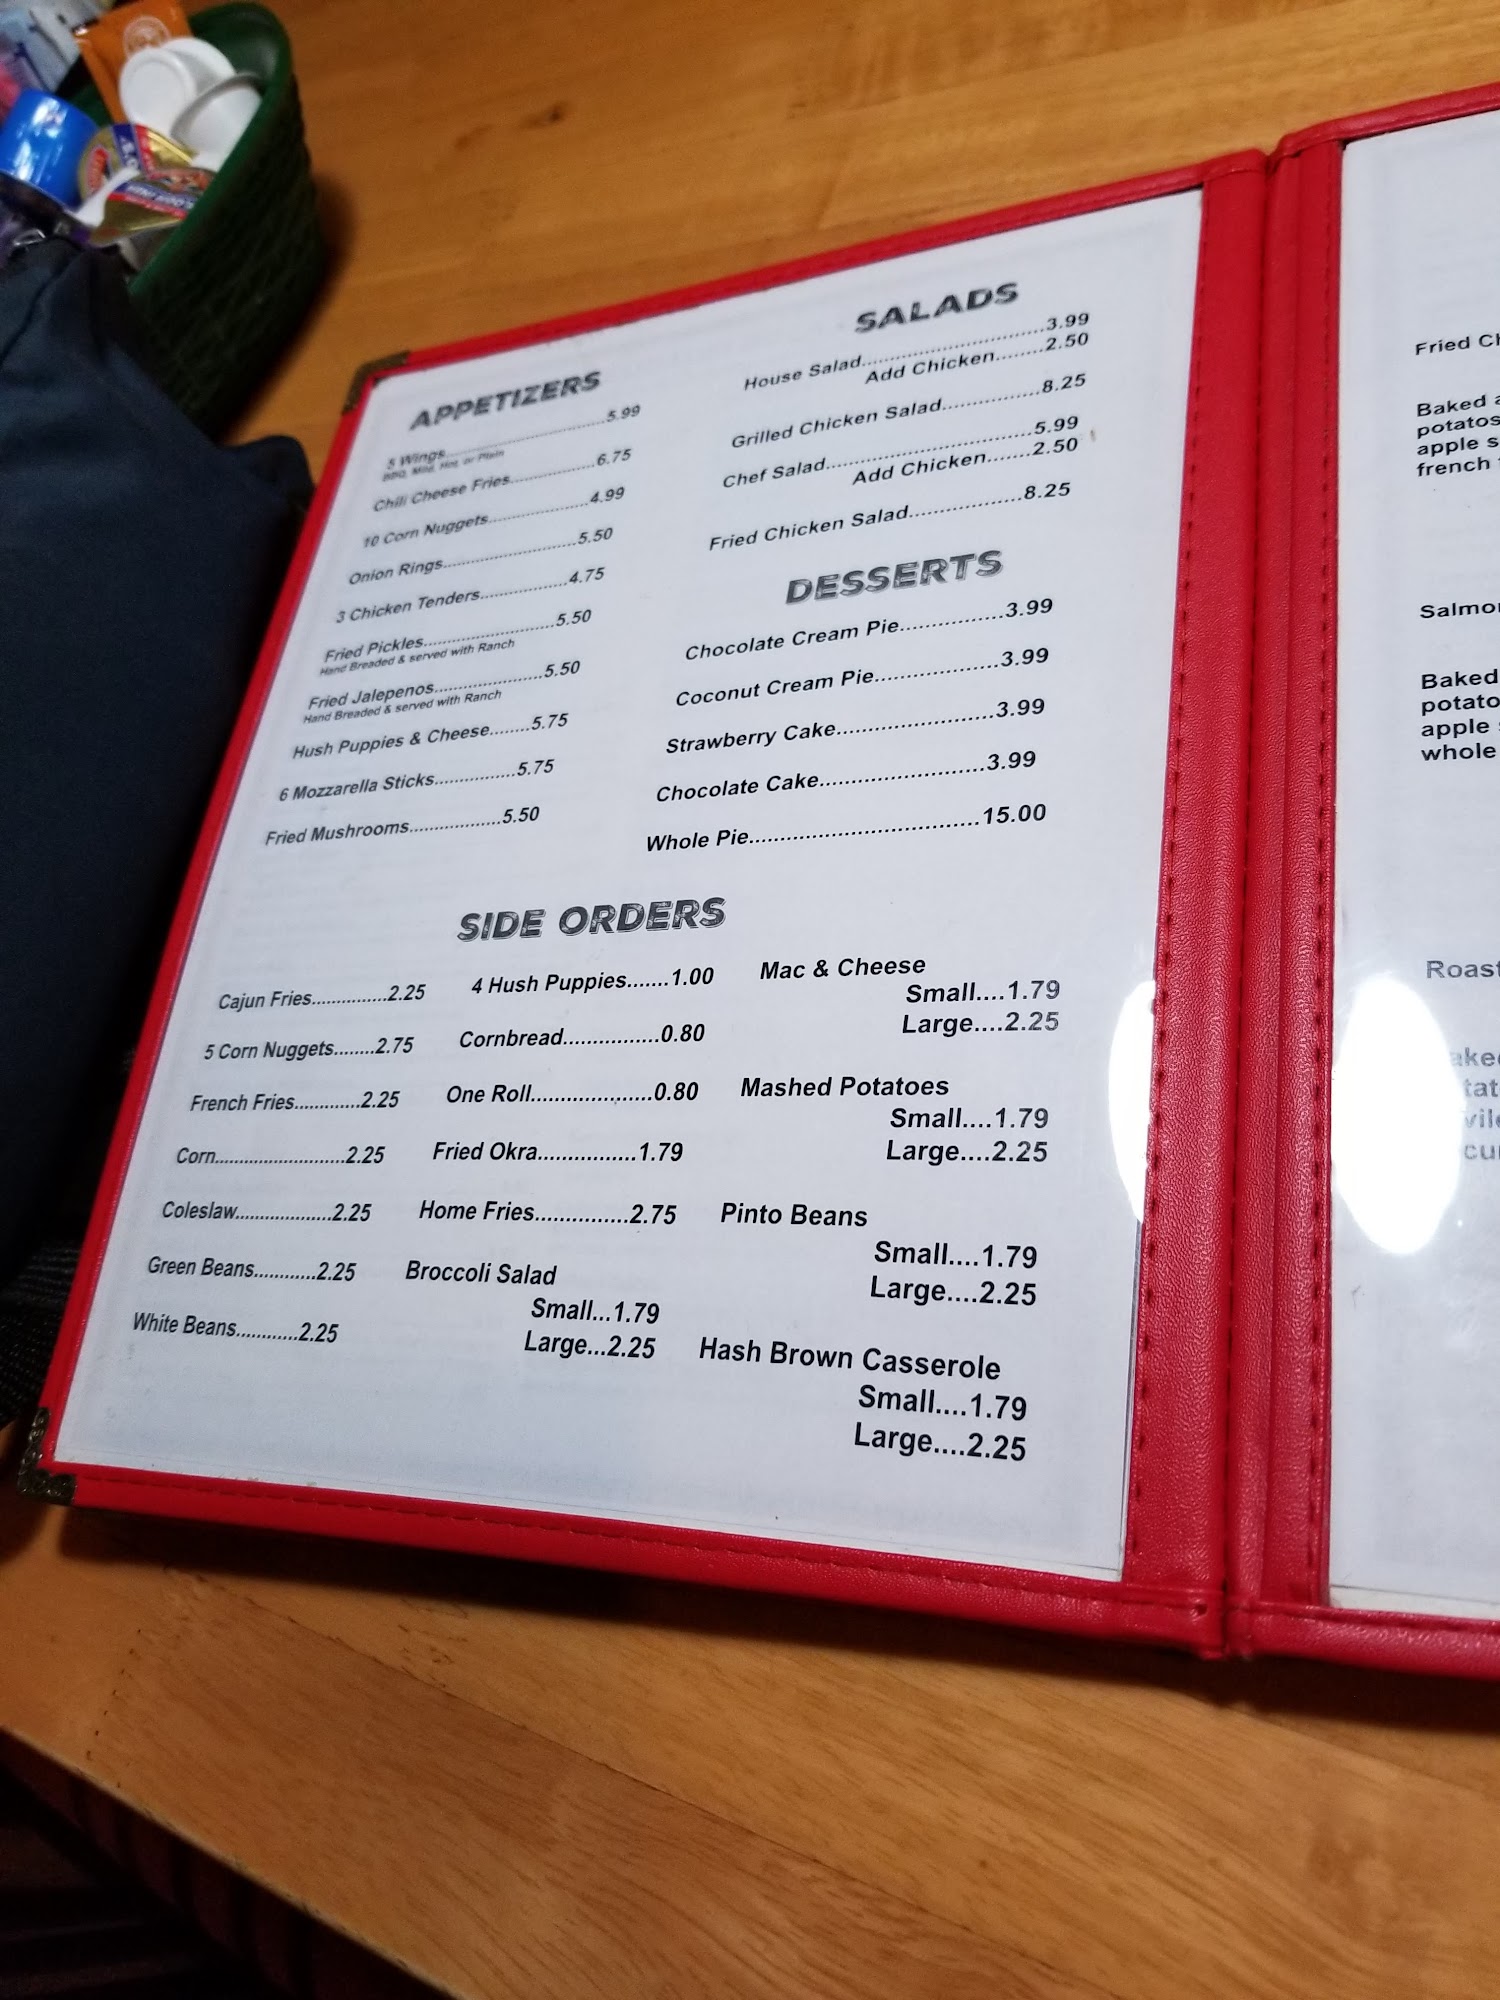 APPETIZERS
5 Wings..........5.99
BBQ, Mild, Hot, or Plain
Chili Cheese Fries..........6.75
10 Corn Nuggets..........4.99
Onion Rings..........5.50
3 Chicken Tenders..........4.75
Fried Pickles..........5.50
Hand Breaded & served with Ranch
Fried Jalepenos..........5.50
Hand Breaded & served with Ranch
Hush Puppies & Cheese........5.75
6 Mozzarella Sticks..........5.75
Fried Mushrooms..........5.50
SALADS
House Salad..........3.99
Add Chicken........2.50
Grilled Chicken Salad..........8.25
Chef Salad..........5.99
Add Chicken.......2.50
Fried Chicken Salad..........8.25
DESSERTS
Chocolate Cream Pie..........3.99
Coconut Cream Pie..........3.99
Strawberry Cake..........3.99
Chocolate Cake..........3.99
Whole Pie..........15.00
SIDE ORDERS
Cajun Fries..........2.25
5 Corn Nuggets........2.75
French Fries..........2.25
Corn..........2.25
Coleslaw..........2.25
Green Beans..........2.25
White Beans..........2.25
4 Hush Puppies.......1.00
Cornbread..........0.80
One Roll..........0.80
Fried Okra..........1.79
Home Fries..........2.75
Broccoli Salad
Small...1.79
Large...2.25
Mac & Cheese
Small....1.79
Large....2.25
Mashed Potatoes
Small....1.79
Large....2.25
Pinto Beans
Small....1.79
Large....2.25
Hash Brown Casserole
Small....1.79
Large....2.25
Fried
Baked
potatos
apple
french
Baked
apple
whole